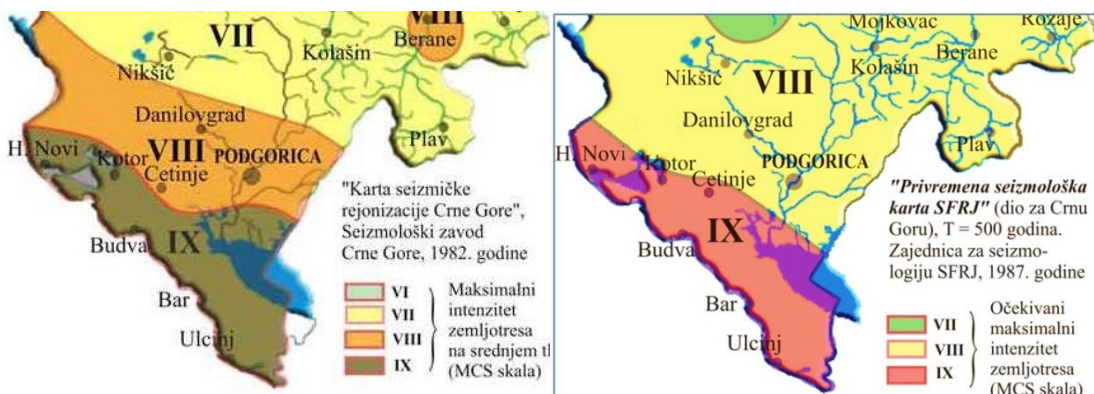 VII
VIII
Kolašin
Berane
Nikšić
Danilovgrad
Plav
VIII
H. Novi
Kotor
PODGORICA
Cetinje
"Karta seizmičke
rejonizacije Crne Gore",
Seizmološki zavod
Crne Gore, 1982. godine
IX
Budva
Bar
Ulcinj
VI
VII
VIII
IX
Maksimalni
intenzitet
zemljotresa
na srednjem tl
(MCS skala)
Mojkovac
Rožaje
Berane
Kolašin
Nikšić
VIII
Danilovgrad
Plav
H. Novi
Kotor
PODGORICA
Cetinje
"Privremena seizmološka
karta SFRJ" (dio za Crnu
Goru), T = 500 godina.
Zajednica za seizmo-
logiju SFRJ, 1987. godine
IX
Budva
Bar
Ulcinj
VII
VIII
IX
Očekivani
maksimalni
intenzitet
zemljotresa
(MCS skala)